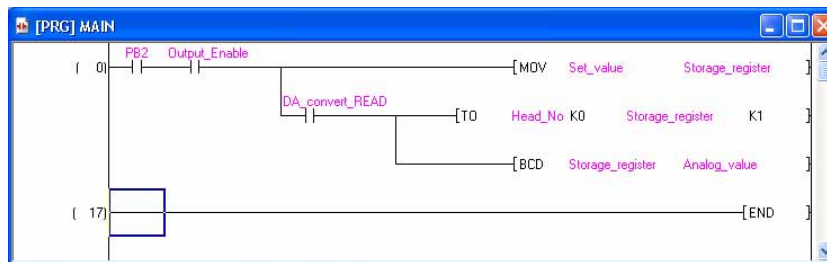 [PRG] MAIN
PB2 Output_Enable
( 0) [MOV Set_value Storage_register ]
DA_convert_READ
[TO Head_No K0 Storage_register K1 ]
[BCD Storage_register Analog_value ]
( 17) [END ]